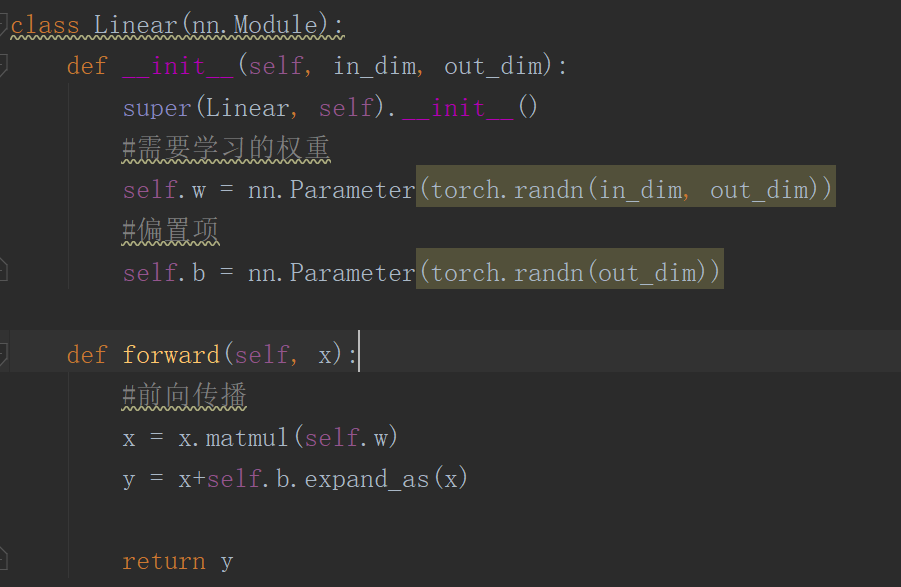 class Linear(nn.Module):
    def __init__(self, in_dim, out_dim):
        super(Linear, self).__init__()
        #需要学习的权重
        self.w = nn.Parameter(torch.randn(in_dim, out_dim))
        #偏置项
        self.b = nn.Parameter(torch.randn(out_dim))
    def forward(self, x):
        #前向传播
        x = x.matmul(self.w)
        y = x+self.b.expand_as(x)
        return y